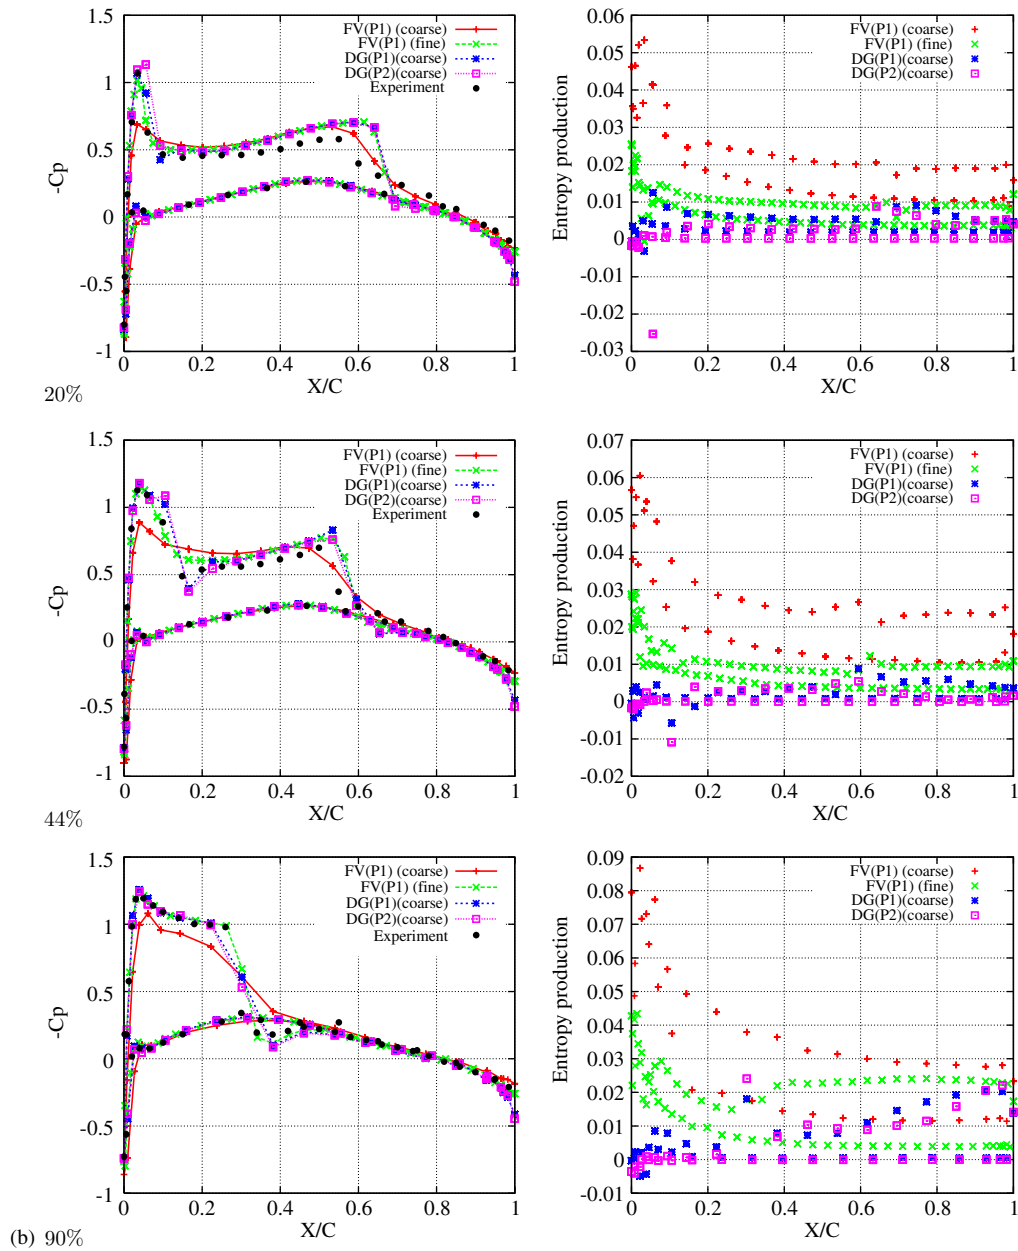 1.5
1
0.5
0
-0.5
-1
-Cp
FV(P1) (coarse)
FV(P1) (fine)
DG(P1)(coarse)
DG(P2)(coarse)
Experiment
0 0.2 0.4 0.6 0.8 1
X/C
20%
0.06
0.05
0.04
0.03
0.02
0.01
0
-0.01
-0.02
-0.03
Entropy production
FV(P1) (coarse)
FV(P1) (fine)
DG(P1)(coarse)
DG(P2)(coarse)
0 0.2 0.4 0.6 0.8 1
X/C
1.5
1
0.5
0
-0.5
-1
-Cp
FV(P1) (coarse)
FV(P1) (fine)
DG(P1)(coarse)
DG(P2)(coarse)
Experiment
0 0.2 0.4 0.6 0.8 1
X/C
44%
0.07
0.06
0.05
0.04
0.03
0.02
0.01
0
-0.01
-0.02
Entropy production
FV(P1) (coarse)
FV(P1) (fine)
DG(P1)(coarse)
DG(P2)(coarse)
0 0.2 0.4 0.6 0.8 1
X/C
1.5
1
0.5
0
-0.5
-1
-Cp
FV(P1) (coarse)
FV(P1) (fine)
DG(P1)(coarse)
DG(P2)(coarse)
Experiment
0 0.2 0.4 0.6 0.8 1
X/C
(b) 90%
0.09
0.08
0.07
0.06
0.05
0.04
0.03
0.02
0.01
0
-0.01
Entropy production
FV(P1) (coarse)
FV(P1) (fine)
DG(P1)(coarse)
DG(P2)(coarse)
0 0.2 0.4 0.6 0.8 1
X/C